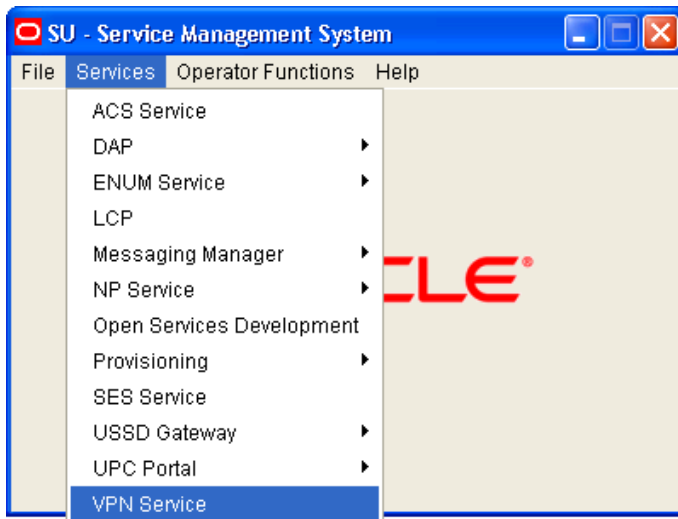 SU - Service Management System
File Services Operator Functions Help
ACS Service
DAP
ENUM Service
LCP
Messaging Manager
NP Service
CLE®
Open Services Development
Provisioning
SES Service
USSD Gateway
UPC Portal
VPN Service